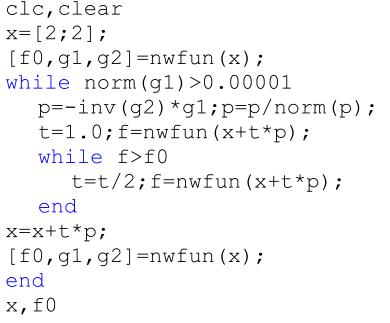 clc,clear
x=[2;2];
[f0,g1,g2]=nwfun(x);
while norm(g1)>0.00001
p=-inv(g2)*g1;p=p/norm(p);
t=1.0;f=nwfun(x+t*p);
while f>f0
t=t/2;f=nwfun(x+t*p);
end
x=x+t*p;
[f0,g1,g2]=nwfun(x);
end
x,f0